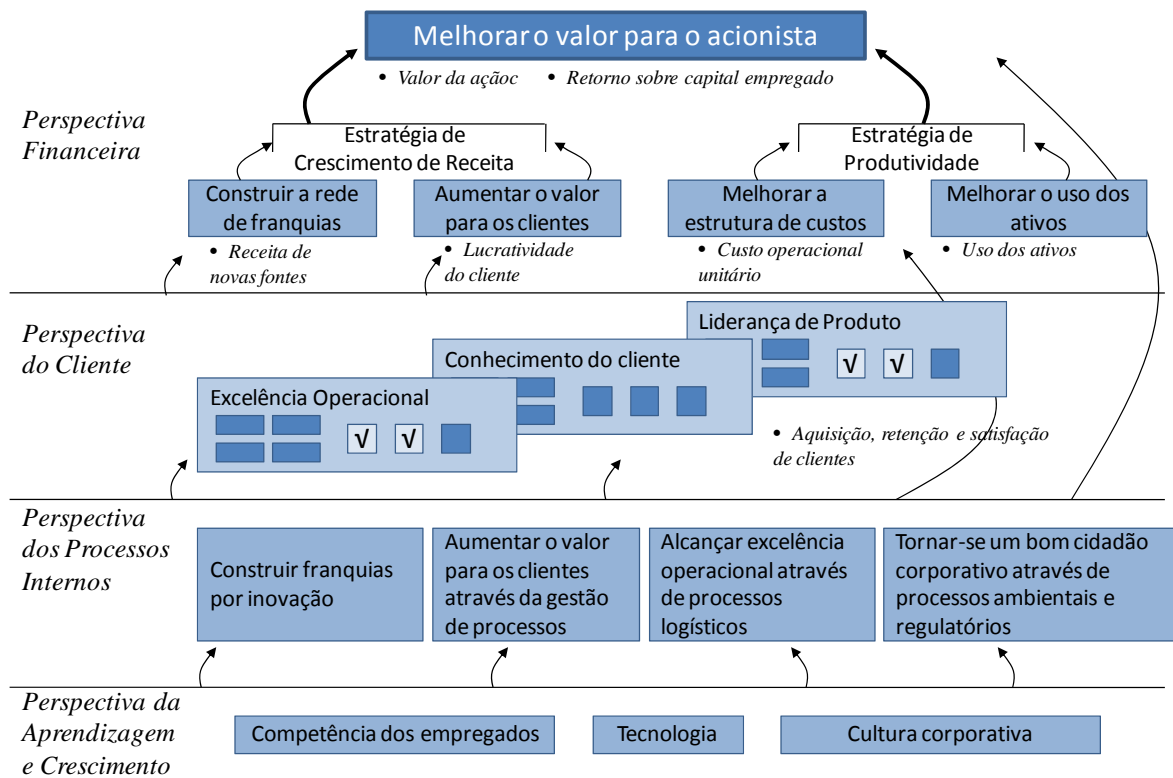 Melhorar o valor para o acionista
• Valor da açãoc
• Retorno sobre capital empregado
Perspectiva
Financeira
Estratégia de
Crescimento de Receita
Estratégia de
Produtividade
Construir a rede
de franquias
Aumentar o valor
para os clientes
Melhorar a
estrutura de custos
Melhorar o uso dos
ativos
• Receita de
novas fontes
• Lucratividade
do cliente
• Custo operacional
unitário
• Uso dos ativos
Perspectiva
do Cliente
Liderança de Produto
√ √
Conhecimento do cliente
Excelência Operacional
√ √
• Aquisição, retenção e satisfação
de clientes
Perspectiva
dos Processos
Internos
Construir franquias
por inovação
Aumentar o valor
para os clientes
através da gestão
de processos
Alcançar excelência
operacional através
de processos
logísticos
Tornar-se um bom cidadão
corporativo através de
processos ambientais e
regulatórios
Perspectiva da
Aprendizagem
e Crescimento
Competência dos empregados
Tecnologia
Cultura corporativa